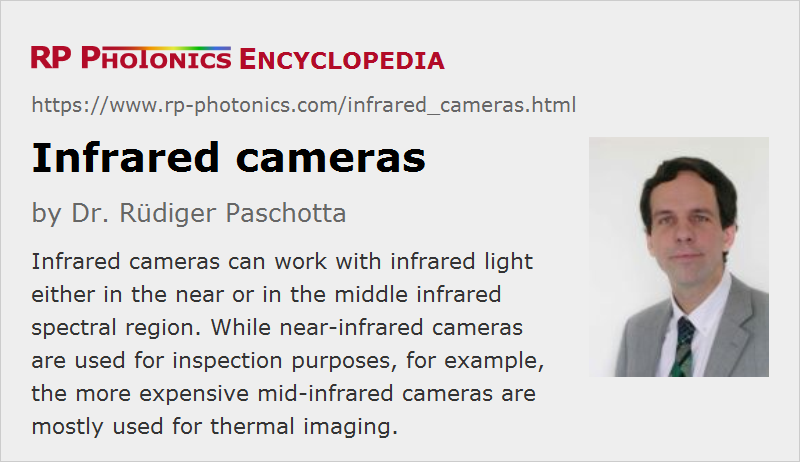 RP PHOTONICS ENCYCLOPEDIA
https://www.rp-photonics.com/infrared_cameras.html
Infrared cameras
by Dr. Rüdiger Paschotta
Infrared cameras can work with infrared light
either in the near or in the middle infrared
spectral region. While near-infrared cameras
are used for inspection purposes, for example,
the more expensive mid-infrared cameras are
mostly used for thermal imaging.